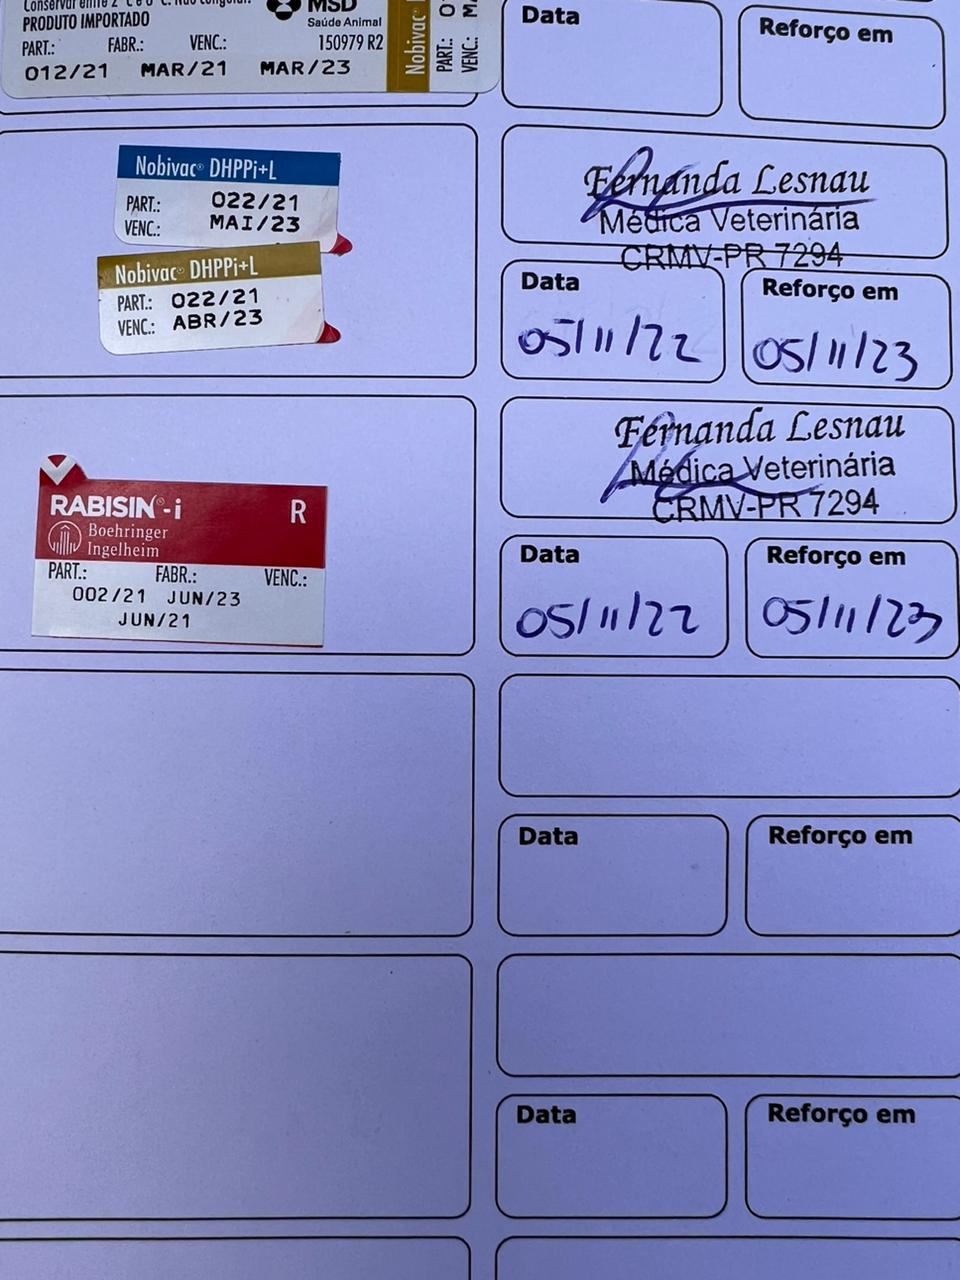 Conservar entre 2
PRODUTO IMPORTADO
MSD
Saúde Animal
PART.: FABR.: VENC.: 150979 R2
012/21 MAR/21 MAR/23
Nobivac®
PART.:
VENC.:
Data
Reforço em
Nobivac® DHPPi+L
PART.: 022/21
VENC.: MAI/23
Nobivac® DHPPi+L
PART.: 022/21
VENC.: ABR/23
Fernanda Lesnau
Médica Veterinária
CRMV-PR 7294
Data
05/11/22
Reforço em
05/11/23
RABISIN®-i R
Boehringer
Ingelheim
PART.: FABR.: VENC.:
002/21 JUN/23
JUN/21
Fernanda Lesnau
Médica Veterinária
CRMV-PR 7294
Data
05/11/22
Reforço em
05/11/23
Data
Reforço em
Data
Reforço em